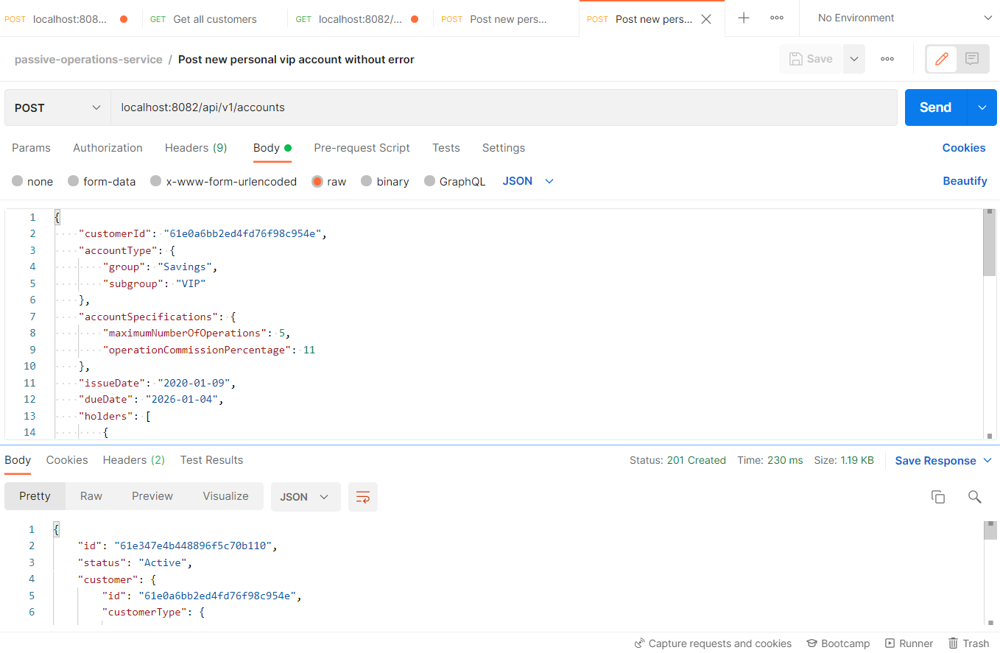 POST localhost:808... GET Get all customers GET localhost:8082/... POST Post new pers... POST Post new pers... No Environment
passive-operations-service / Post new personal vip account without error Save
POST localhost:8082/api/v1/accounts Send
Params Authorization Headers (9) Body Pre-request Script Tests Settings Cookies
none form-data x-www-form-urlencoded raw binary GraphQL JSON Beautify
1 {
2 "customerId": "61e0a6bb2ed4fd76f98c954e",
3 "accountType": {
4 "group": "Savings",
5 "subgroup": "VIP"
6 },
7 "accountSpecifications": {
8 "maximumNumberOfOperations": 5,
9 "operationCommissionPercentage": 11
10 },
11 "issueDate": "2020-01-09",
12 "dueDate": "2026-01-04",
13 "holders": [
14 {
Body Cookies Headers (2) Test Results Status: 201 Created Time: 230 ms Size: 1.19 KB Save Response
Pretty Raw Preview Visualize JSON
1 {
2 "id": "61e347e4b448896f5c70b110",
3 "status": "Active",
4 "customer": {
5 "id": "61e0a6bb2ed4fd76f98c954e",
6 "customerType": {
Capture requests and cookies Bootcamp Runner Trash